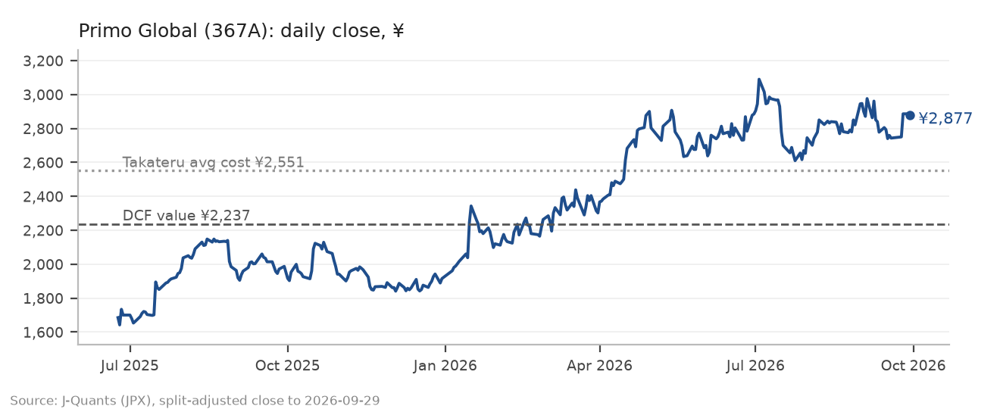 Primo Global (367A): daily close, ¥
3,200
3,000
2,800
2,600
2,400
2,200
2,000
1,800
1,600
Takateru avg cost ¥2,551
DCF value ¥2,237
¥2,877
Jul 2025
Oct 2025
Jan 2026
Apr 2026
Jul 2026
Oct 2026
Source: J-Quants (JPX), split-adjusted close to 2026-09-29